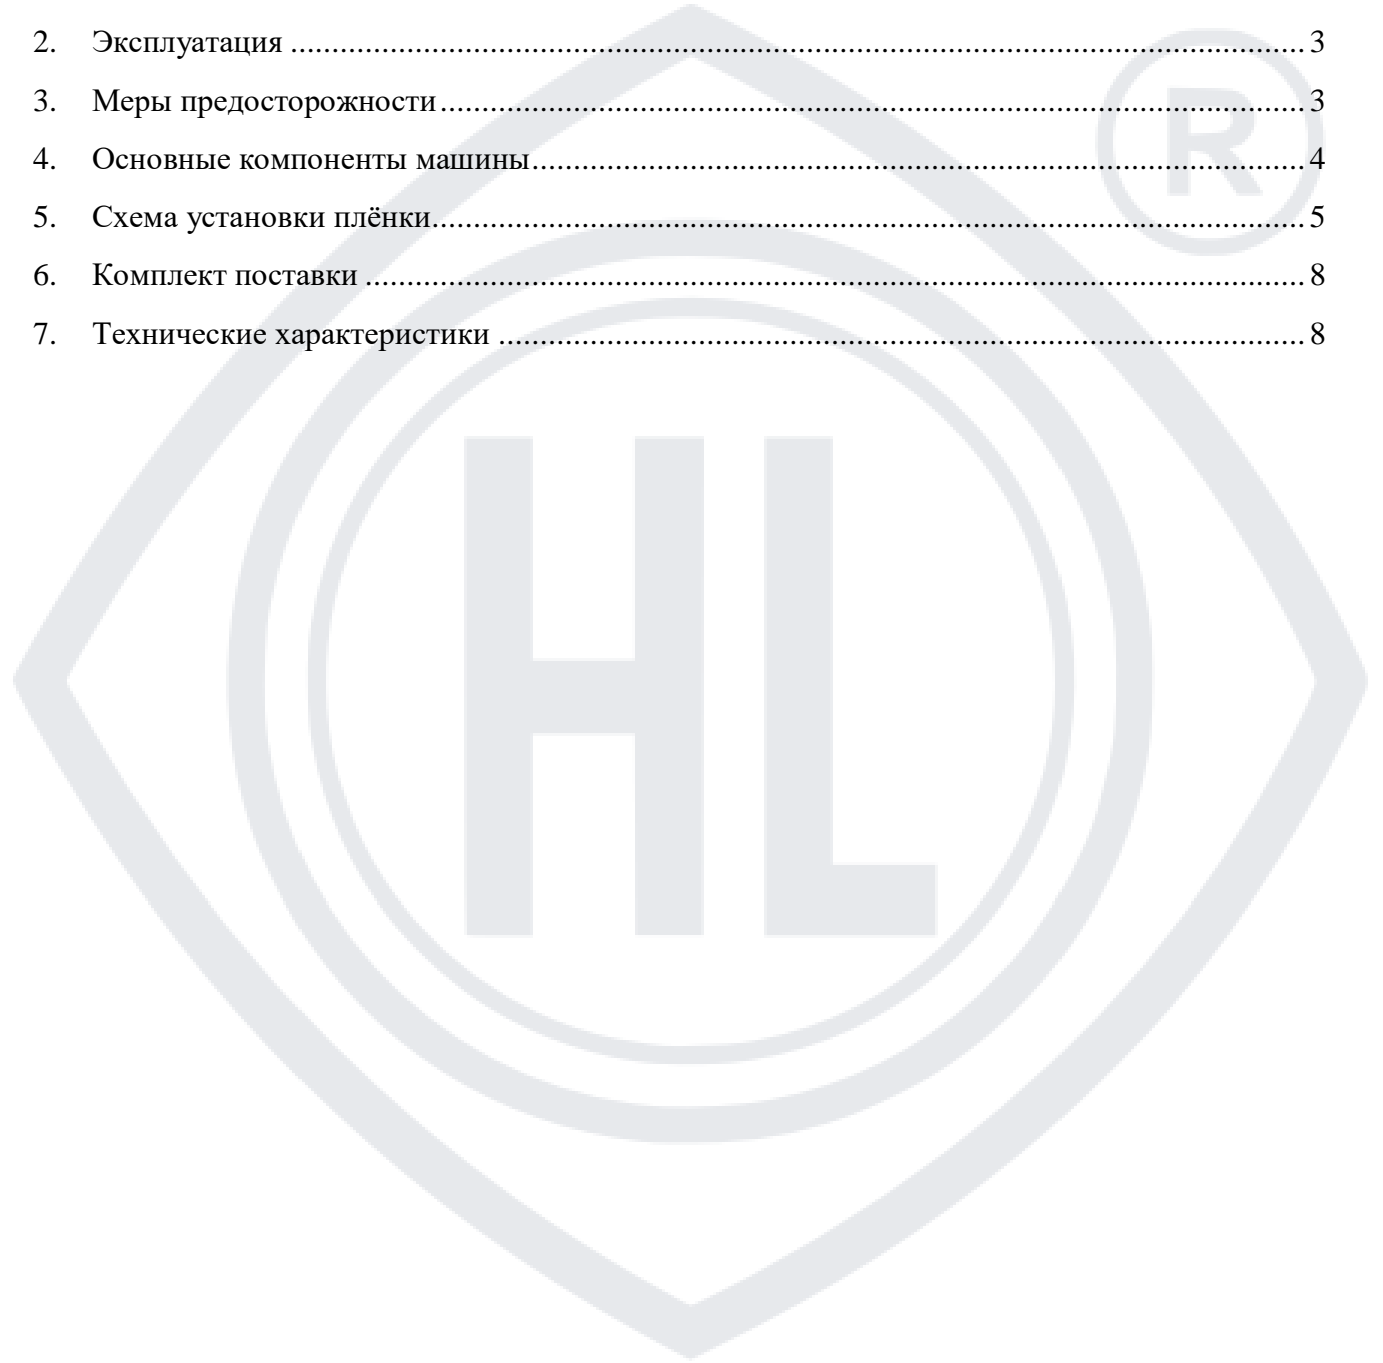 2. Эксплуатация ........................................................................................................ 3
3. Меры предосторожности ........................................................................................ 3
4. Основные компоненты машины ............................................................................... 4
5. Схема установки плёнки ......................................................................................... 5
6. Комплект поставки ................................................................................................ 8
7. Технические характеристики .................................................................................. 8
®
HL